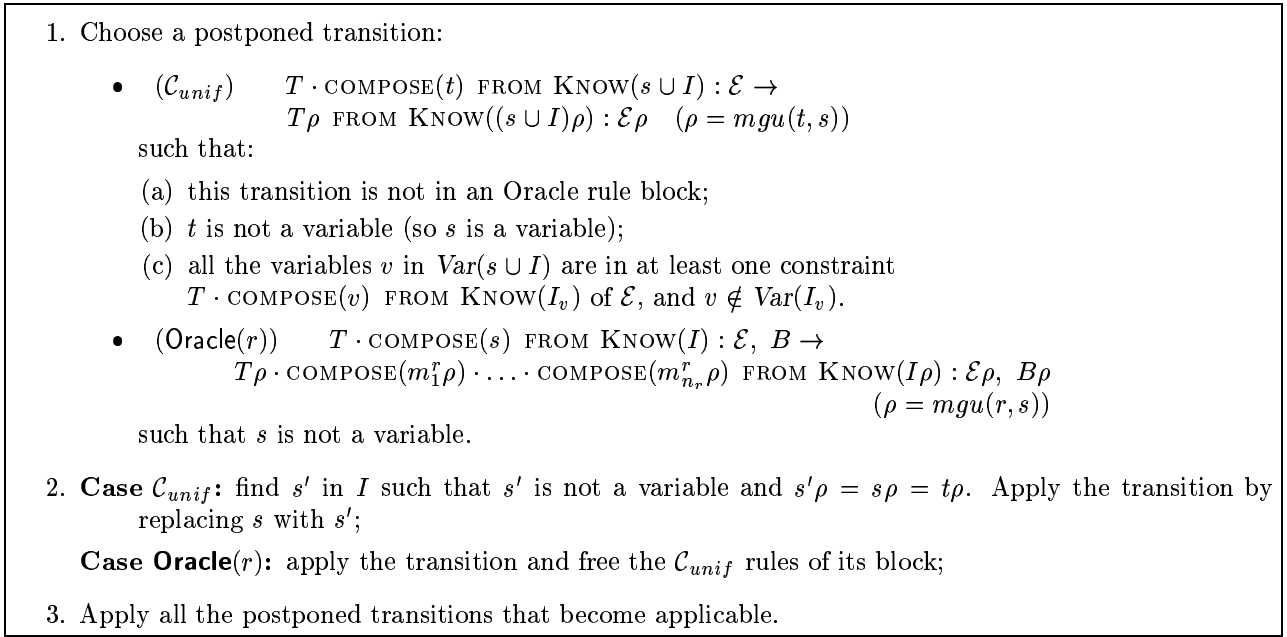 1. Choose a postponed transition:
• (𝒞_unif) T · COMPOSE(t) FROM KNOW(s ∪ I) : ℰ →
Tρ FROM KNOW((s ∪ I)ρ) : ℰρ (ρ = mgu(t, s))
such that:
(a) this transition is not in an Oracle rule block;
(b) t is not a variable (so s is a variable);
(c) all the variables v in Var(s ∪ I) are in at least one constraint
T · COMPOSE(v) FROM KNOW(I_v) of ℰ, and v ∉ Var(I_v).
• (Oracle(r)) T · COMPOSE(s) FROM KNOW(I) : ℰ, B →
Tρ · COMPOSE(m_1^r ρ) · . . . · COMPOSE(m_{n_r}^r ρ) FROM KNOW(Iρ) : ℰρ, Bρ
(ρ = mgu(r, s))
such that s is not a variable.
2. Case 𝒞_unif: find s′ in I such that s′ is not a variable and s′ρ = sρ = tρ. Apply the transition by
replacing s with s′;
Case Oracle(r): apply the transition and free the 𝒞_unif rules of its block;
3. Apply all the postponed transitions that become applicable.